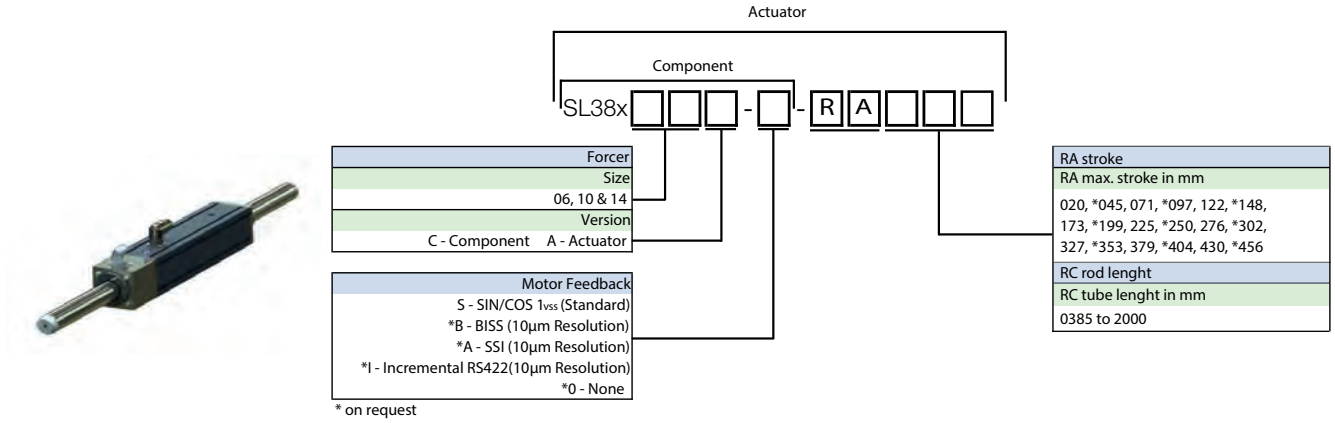 Actuator
Component
SL38x - - R A
Forcer
Size
06, 10 & 14
Version
C - Component A - Actuator
Motor Feedback
S - SIN/COS 1vss (Standard)
*B - BISS (10µm Resolution)
*A - SSI (10µm Resolution)
*I - Incremental RS422(10µm Resolution)
*0 - None
* on request
RA stroke
RA max. stroke in mm
020, *045, 071, *097, 122, *148,
173, *199, 225, *250, 276, *302,
327, *353, 379, *404, 430, *456
RC rod lenght
RC tube lenght in mm
0385 to 2000